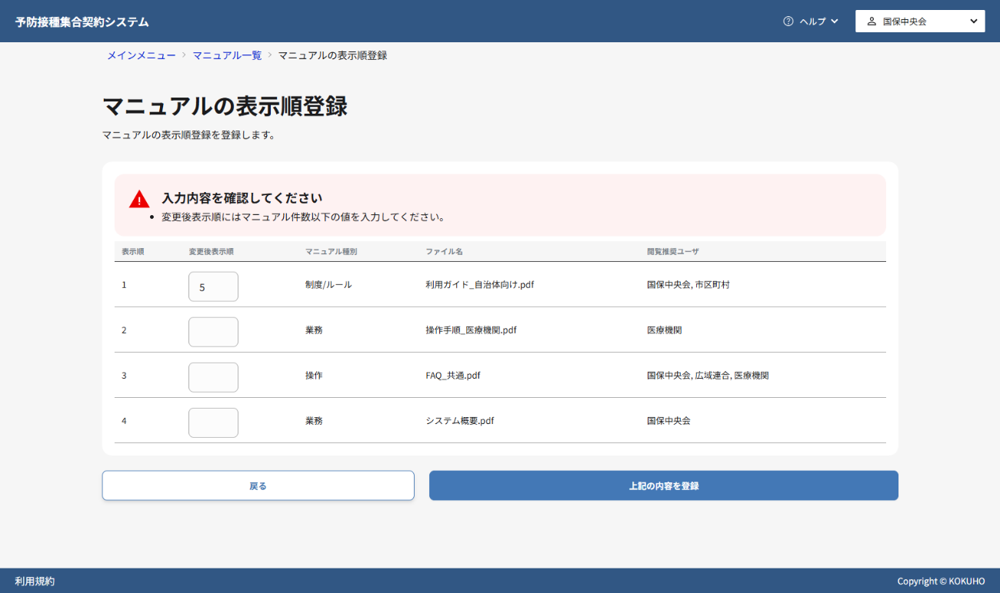 予防接種集合契約システム
ヘルプ
国保中央会
メインメニュー > マニュアル一覧 > マニュアルの表示順登録
マニュアルの表示順登録
マニュアルの表示順登録を登録します。
入力内容を確認してください
• 変更後表示順にはマニュアル件数以下の値を入力してください。
表示順 変更後表示順 マニュアル種別 ファイル名 閲覧推奨ユーザ
1 5 制度/ルール 利用ガイド_自治体向け.pdf 国保中央会, 市区町村
2 業務 操作手順_医療機関.pdf 医療機関
3 操作 FAQ_共通.pdf 国保中央会, 広域連合, 医療機関
4 業務 システム概要.pdf 国保中央会
戻る
上記の内容を登録
利用規約
Copyright © KOKUHO